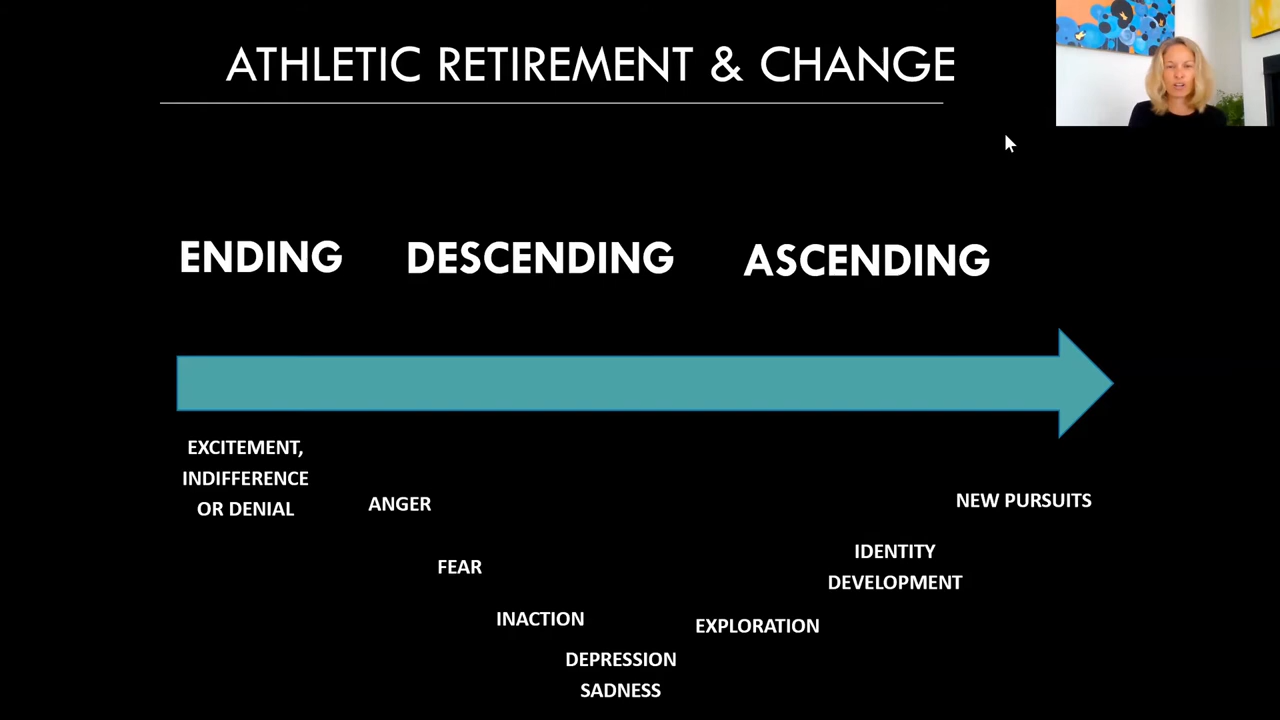 ATHLETIC RETIREMENT & CHANGE
ENDING DESCENDING ASCENDING
EXCITEMENT,
INDIFFERENCE
OR DENIAL
ANGER
FEAR
INACTION
DEPRESSION
SADNESS
EXPLORATION
IDENTITY
DEVELOPMENT
NEW PURSUITS